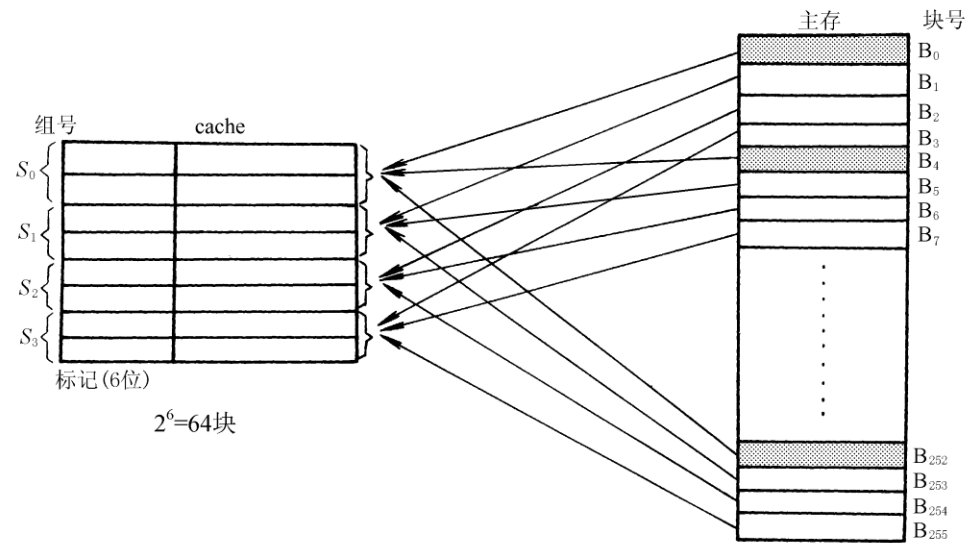 主存 块号
B₀
B₁
B₂
B₃
B₄
B₅
B₆
B₇
B₂₅₂
B₂₅₃
B₂₅₄
B₂₅₅
组号 cache
S₀
S₁
S₂
S₃
标记(6位)
2⁶=64块